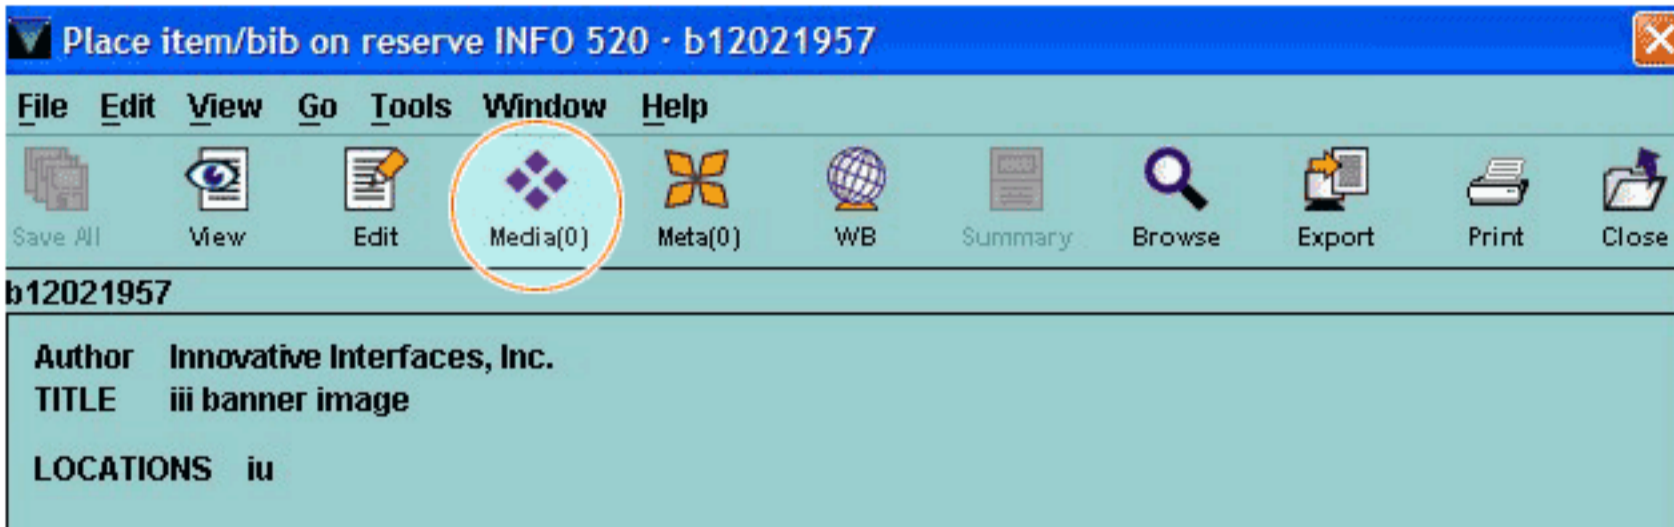 Place item/bib on reserve INFO 520 · b12021957
File Edit View Go Tools Window Help
Save All View Edit Media(0) Meta(0) WB Summary Browse Export Print Close
b12021957
Author Innovative Interfaces, Inc.
TITLE iii banner image
LOCATIONS iu